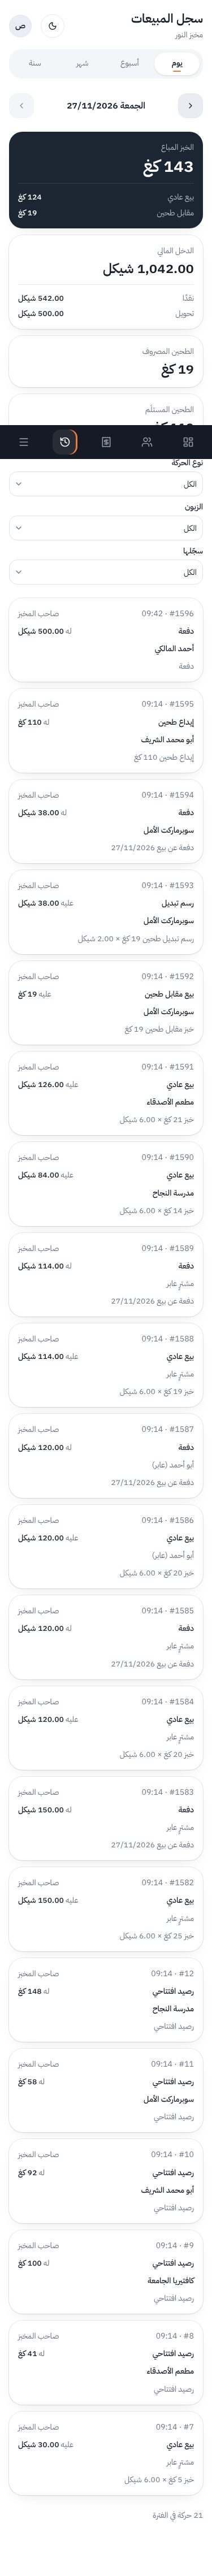 سجل المبيعات
مخبز النور
ص
يوم
أسبوع
شهر
سنة
الجمعة 27/11/2026
الخبز المباع
143 كغ
بيع عادي 124 كغ
مقابل طحين 19 كغ
الدخل المالي
1,042.00 شيكل
نقدًا 542.00 شيكل
تحويل 500.00 شيكل
الطحين المصروف
19 كغ
الطحين المستلَم
نوع الحركة
الكل
الزبون
الكل
سجّلها
الكل
#1596 · 09:42 صاحب المخبز
دفعة له 500.00 شيكل
أحمد المالكي
دفعة
#1595 · 09:14 صاحب المخبز
إيداع طحين له 110 كغ
أبو محمد الشريف
إيداع طحين 110 كغ
#1594 · 09:14 صاحب المخبز
دفعة له 38.00 شيكل
سوبرماركت الأمل
دفعة عن بيع 27/11/2026
#1593 · 09:14 صاحب المخبز
رسم تبديل عليه 38.00 شيكل
سوبرماركت الأمل
رسم تبديل طحين 19 كغ × 2.00 شيكل
#1592 · 09:14 صاحب المخبز
بيع مقابل طحين عليه 19 كغ
سوبرماركت الأمل
خبز مقابل طحين 19 كغ
#1591 · 09:14 صاحب المخبز
بيع عادي عليه 126.00 شيكل
مطعم الأصدقاء
خبز 21 كغ × 6.00 شيكل
#1590 · 09:14 صاحب المخبز
بيع عادي عليه 84.00 شيكل
مدرسة النجاح
خبز 14 كغ × 6.00 شيكل
#1589 · 09:14 صاحب المخبز
دفعة له 114.00 شيكل
مشترٍ عابر
دفعة عن بيع 27/11/2026
#1588 · 09:14 صاحب المخبز
بيع عادي عليه 114.00 شيكل
مشترٍ عابر
خبز 19 كغ × 6.00 شيكل
#1587 · 09:14 صاحب المخبز
دفعة له 120.00 شيكل
أبو أحمد (عابر)
دفعة عن بيع 27/11/2026
#1586 · 09:14 صاحب المخبز
بيع عادي عليه 120.00 شيكل
أبو أحمد (عابر)
خبز 20 كغ × 6.00 شيكل
#1585 · 09:14 صاحب المخبز
دفعة له 120.00 شيكل
مشترٍ عابر
دفعة عن بيع 27/11/2026
#1584 · 09:14 صاحب المخبز
بيع عادي عليه 120.00 شيكل
مشترٍ عابر
خبز 20 كغ × 6.00 شيكل
#1583 · 09:14 صاحب المخبز
دفعة له 150.00 شيكل
مشترٍ عابر
دفعة عن بيع 27/11/2026
#1582 · 09:14 صاحب المخبز
بيع عادي عليه 150.00 شيكل
مشترٍ عابر
خبز 25 كغ × 6.00 شيكل
#12 · 09:14 صاحب المخبز
رصيد افتتاحي له 148 كغ
مدرسة النجاح
رصيد افتتاحي
#11 · 09:14 صاحب المخبز
رصيد افتتاحي له 58 كغ
سوبرماركت الأمل
رصيد افتتاحي
#10 · 09:14 صاحب المخبز
رصيد افتتاحي له 92 كغ
أبو محمد الشريف
رصيد افتتاحي
#9 · 09:14 صاحب المخبز
رصيد افتتاحي له 100 كغ
كافتيريا الجامعة
رصيد افتتاحي
#8 · 09:14 صاحب المخبز
رصيد افتتاحي له 41 كغ
مطعم الأصدقاء
رصيد افتتاحي
#7 · 09:14 صاحب المخبز
بيع عادي عليه 30.00 شيكل
مشترٍ عابر
خبز 5 كغ × 6.00 شيكل
21 حركة في الفترة